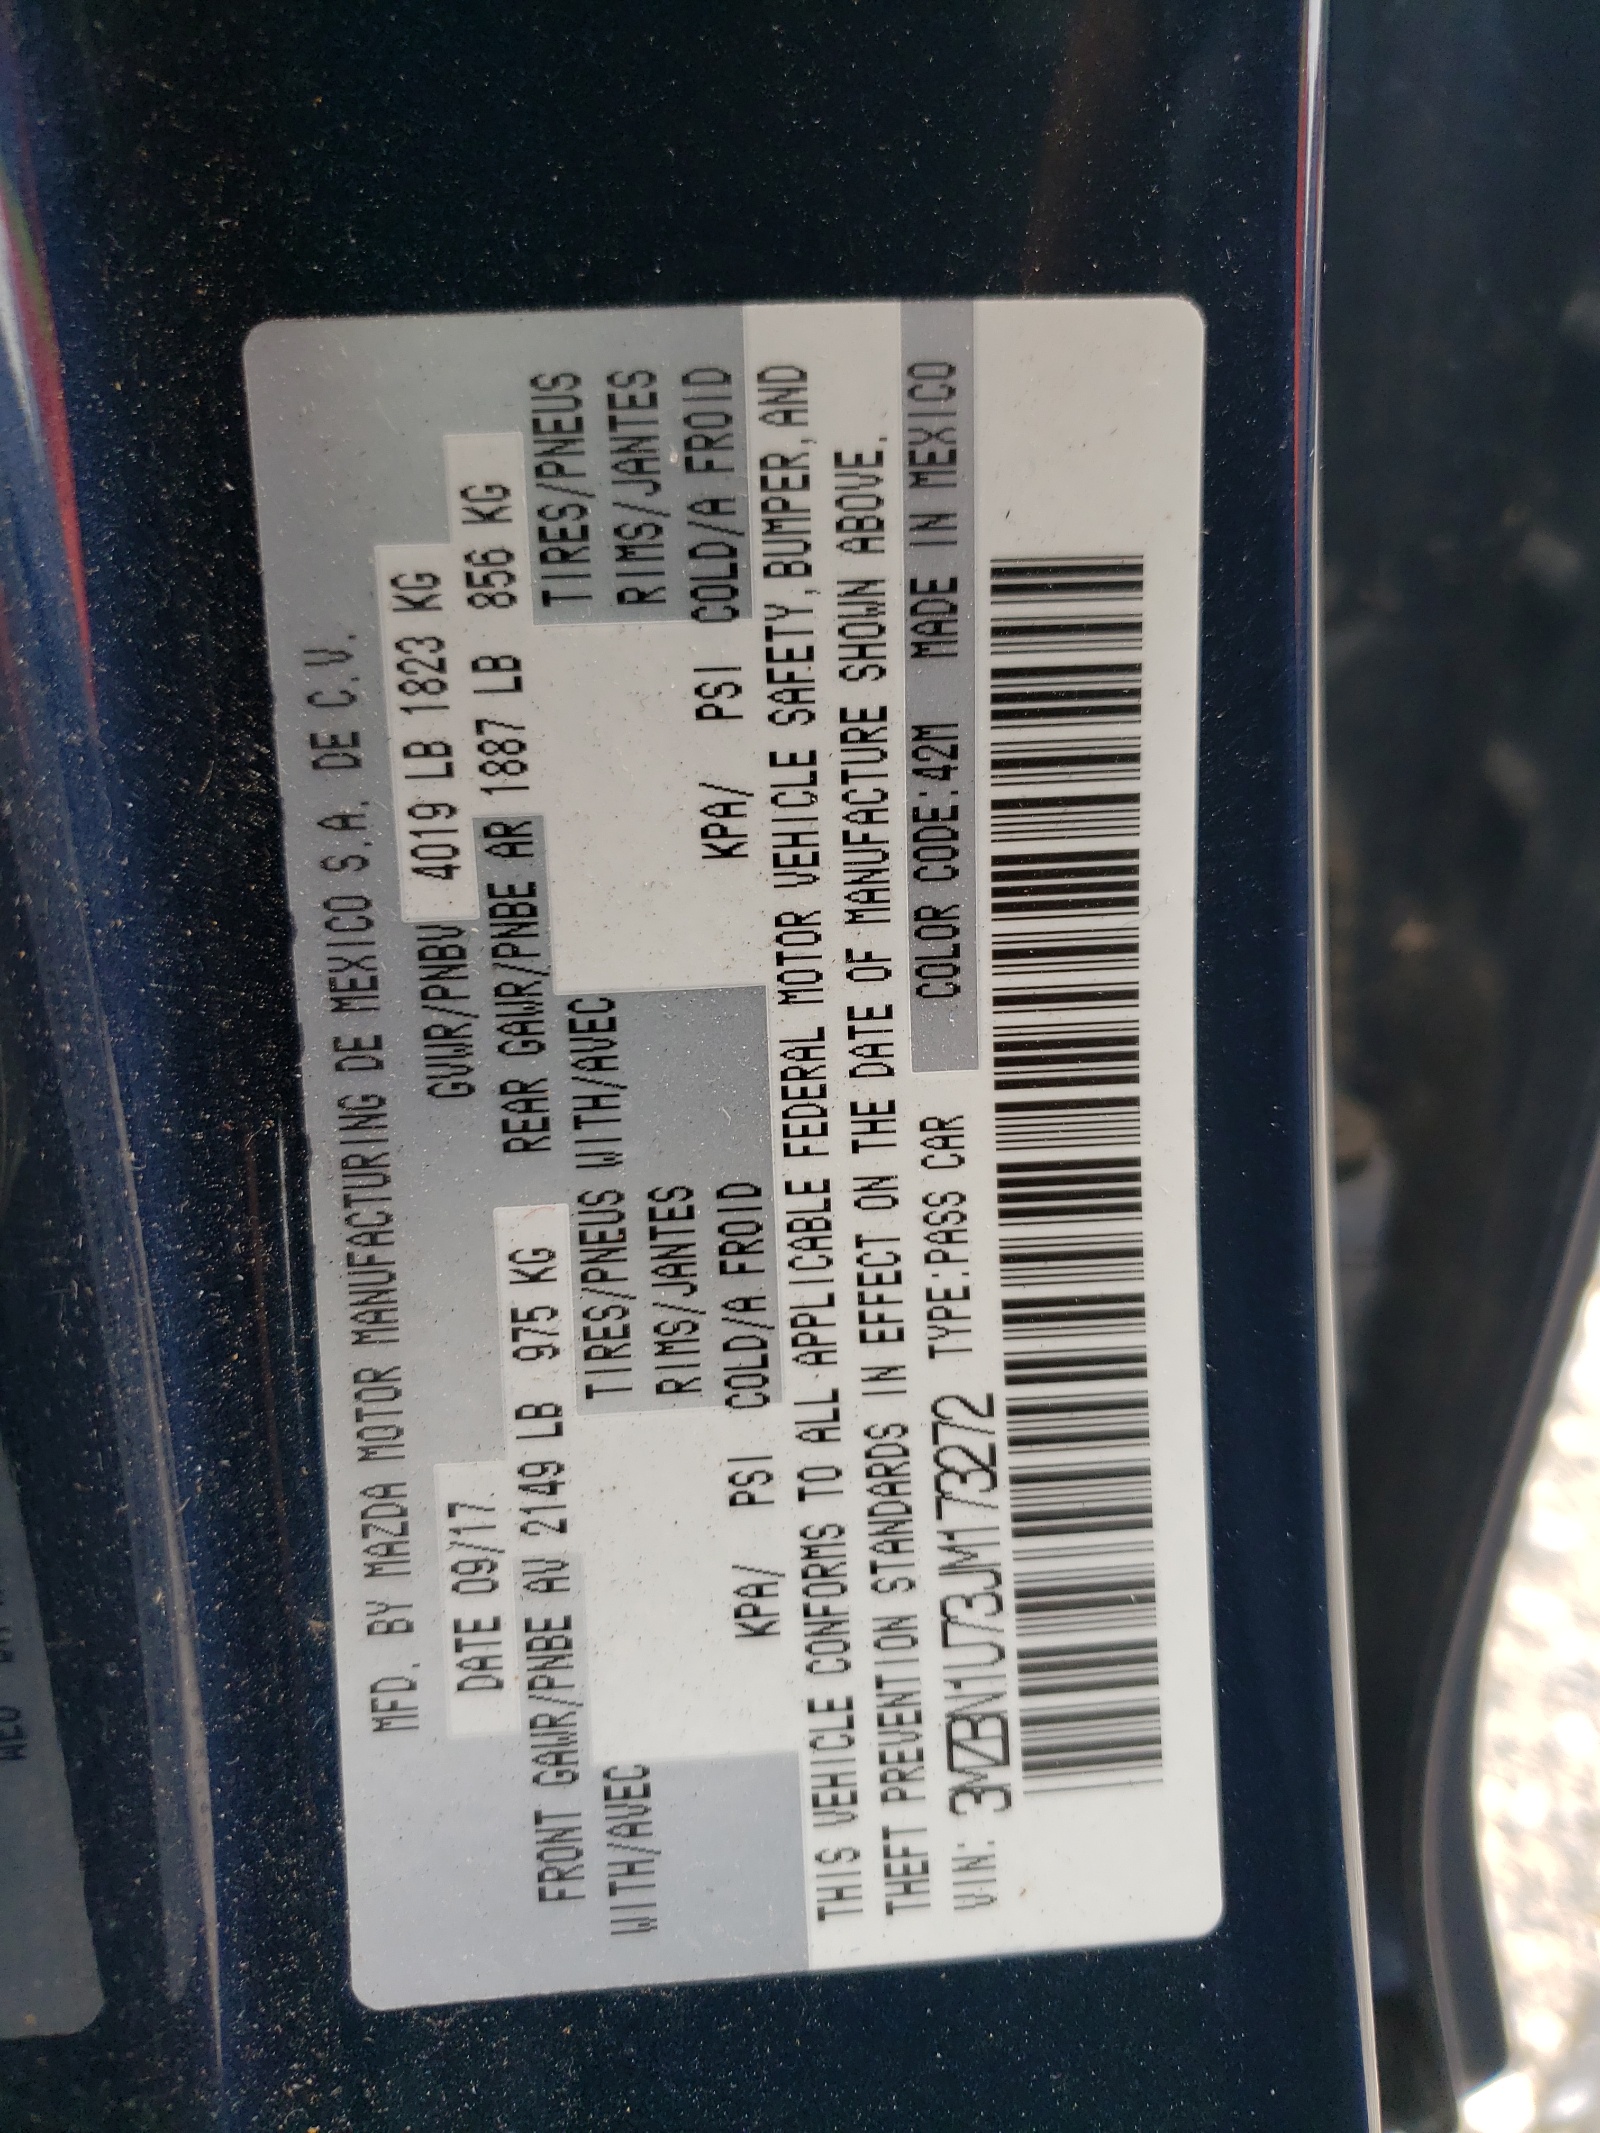 MFD. BY MAZDA MOTOR MANUFACTURING DE MEXICO S.A. DE C.V.
DATE 09/17 GVWR/PNBV 4019 LB 1823 KG
FRONT GAWR/PNBE AV 2149 LB 975 KG REAR GAWR/PNBE AR 1887 LB 856 KG
WITH/AVEC TIRES/PNEUS WITH/AVEC TIRES/PNEUS
RIMS/JANTES RIMS/JANTES
KPA/ PSI COLD/A FROID KPA/ PSI COLD/A FROID
THIS VEHICLE CONFORMS TO ALL APPLICABLE FEDERAL MOTOR VEHICLE SAFETY, BUMPER, AND
THEFT PREVENTION STANDARDS IN EFFECT ON THE DATE OF MANUFACTURE SHOWN ABOVE.
VIN: 3MZBN1U73JM173272 TYPE:PASS CAR COLOR CODE:42M MADE IN MEXICO